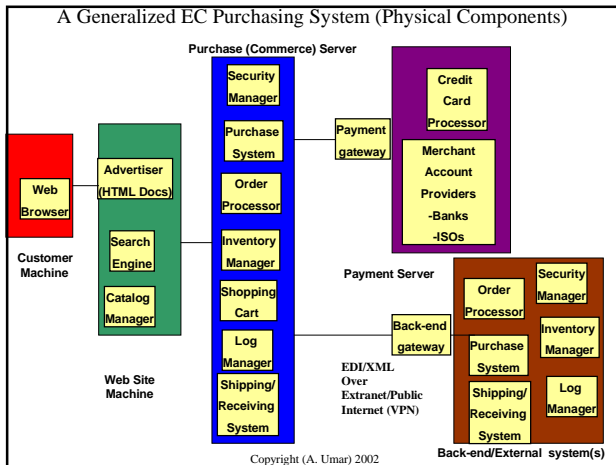 A Generalized EC Purchasing System (Physical Components)
Purchase (Commerce) Server
Web
Browser
Customer
Machine
Advertiser
(HTML Docs)
Search
Engine
Catalog
Manager
Web Site
Machine
Security
Manager
Purchase
System
Order
Processor
Inventory
Manager
Shopping
Cart
Log
Manager
Shipping/
Receiving
System
Payment
gateway
Credit
Card
Processor
Merchant
Account
Providers
-Banks
-ISOs
Payment Server
Back-end
gateway
EDI/XML
Over
Extranet/Public
Internet (VPN)
Order
Processor
Security
Manager
Purchase
System
Inventory
Manager
Shipping/
Receiving
System
Log
Manager
Back-end/External system(s)
Copyright (A. Umar) 2002